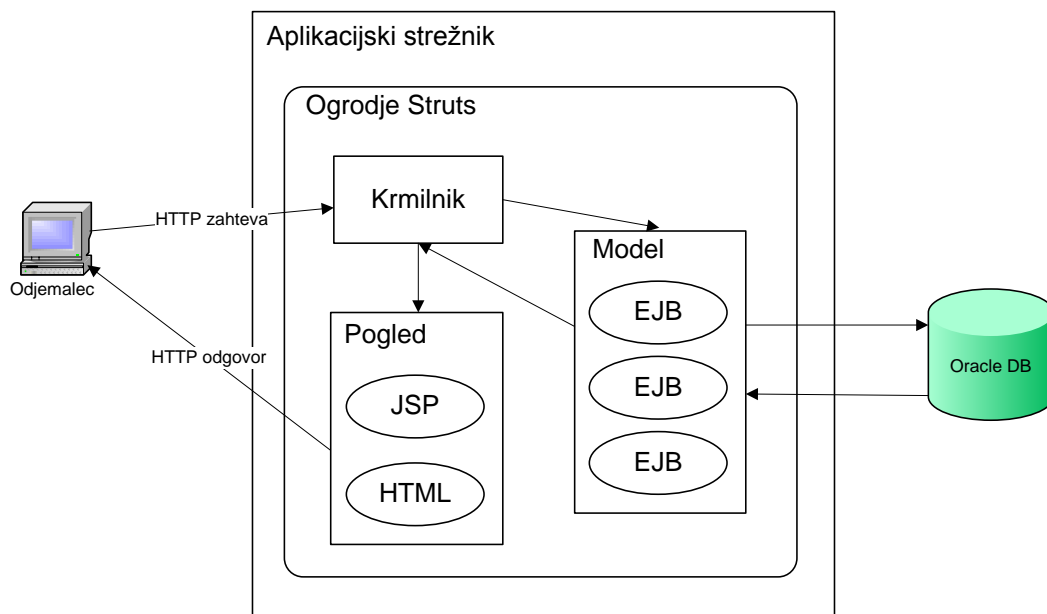 Aplikacijski strežnik
Ogrodje Struts
Krmilnik
HTTP zahteva
Odjemalec
HTTP odgovor
Pogled
JSP
HTML
Model
EJB
EJB
EJB
Oracle DB